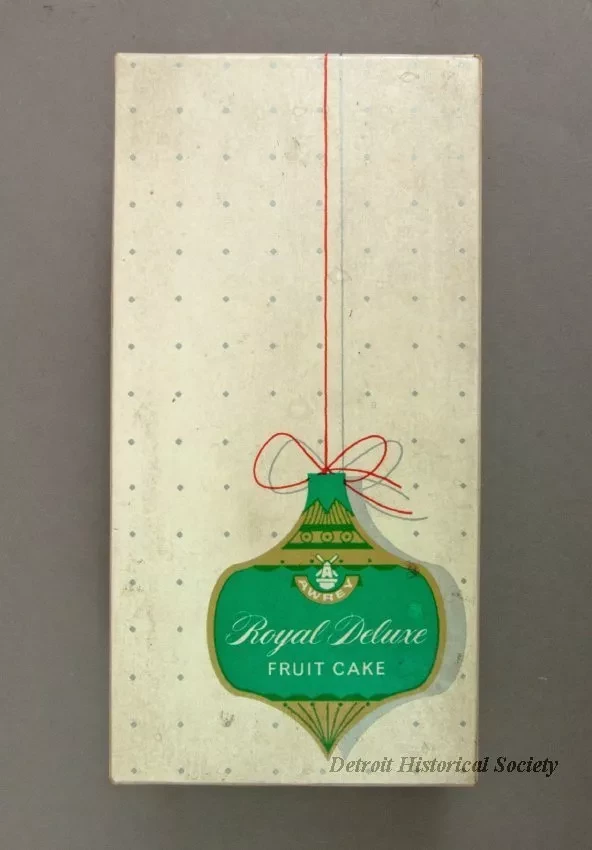 AWREY
Royal Deluxe
FRUIT CAKE
Detroit Historical Society